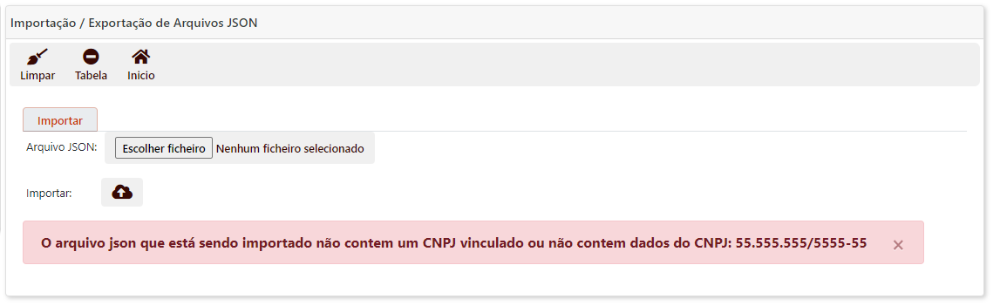 Importação / Exportação de Arquivos JSON
Limpar Tabela Inicio
Importar
Arquivo JSON: Escolher ficheiro Nenhum ficheiro selecionado
Importar:
O arquivo json que está sendo importado não contem um CNPJ vinculado ou não contem dados do CNPJ: 55.555.555/5555-55 ×